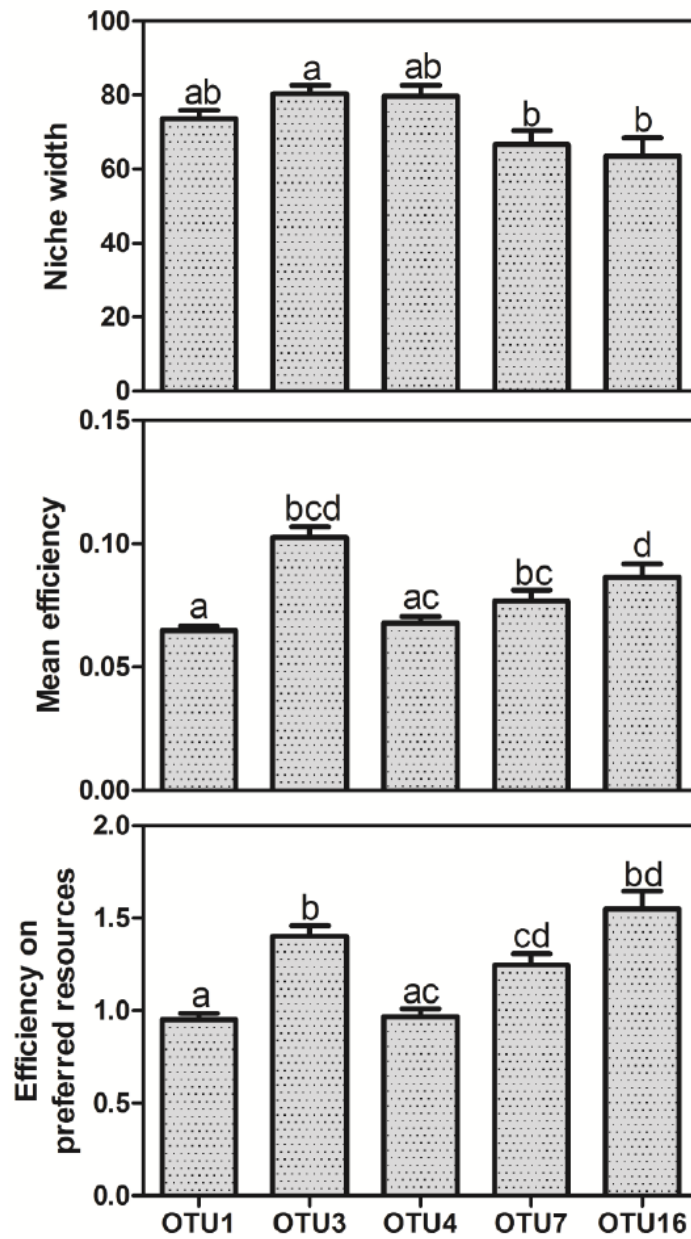 Niche width
100
80
60
40
20
0
ab
a
ab
b
b
Mean efficiency
0.15
0.10
0.05
0.00
a
bcd
ac
bc
d
Efficiency on
preferred resources
2.0
1.5
1.0
0.5
0.0
a
b
ac
cd
bd
OTU1 OTU3 OTU4 OTU7 OTU16